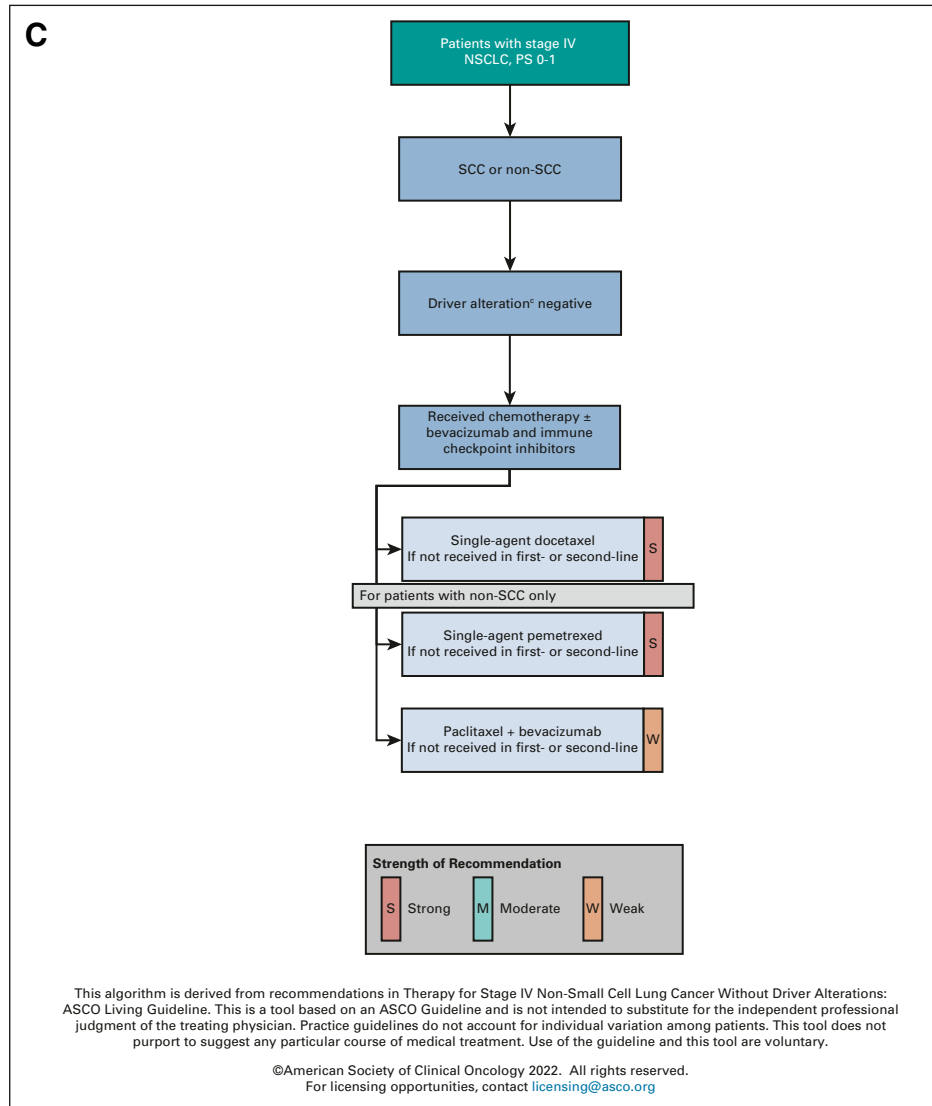 C
Patients with stage IV
NSCLC, PS 0-1
SCC or non-SCC
Driver alterationᶜ negative
Received chemotherapy ±
bevacizumab and immune
checkpoint inhibitors
Single-agent docetaxel
If not received in first- or second-line
S
For patients with non-SCC only
Single-agent pemetrexed
If not received in first- or second-line
S
Paclitaxel + bevacizumab
If not received in first- or second-line
W
Strength of Recommendation
S Strong M Moderate W Weak
This algorithm is derived from recommendations in Therapy for Stage IV Non-Small Cell Lung Cancer Without Driver Alterations:
ASCO Living Guideline. This is a tool based on an ASCO Guideline and is not intended to substitute for the independent professional
judgment of the treating physician. Practice guidelines do not account for individual variation among patients. This tool does not
purport to suggest any particular course of medical treatment. Use of the guideline and this tool are voluntary.
©American Society of Clinical Oncology 2022. All rights reserved.
For licensing opportunities, contact licensing@asco.org